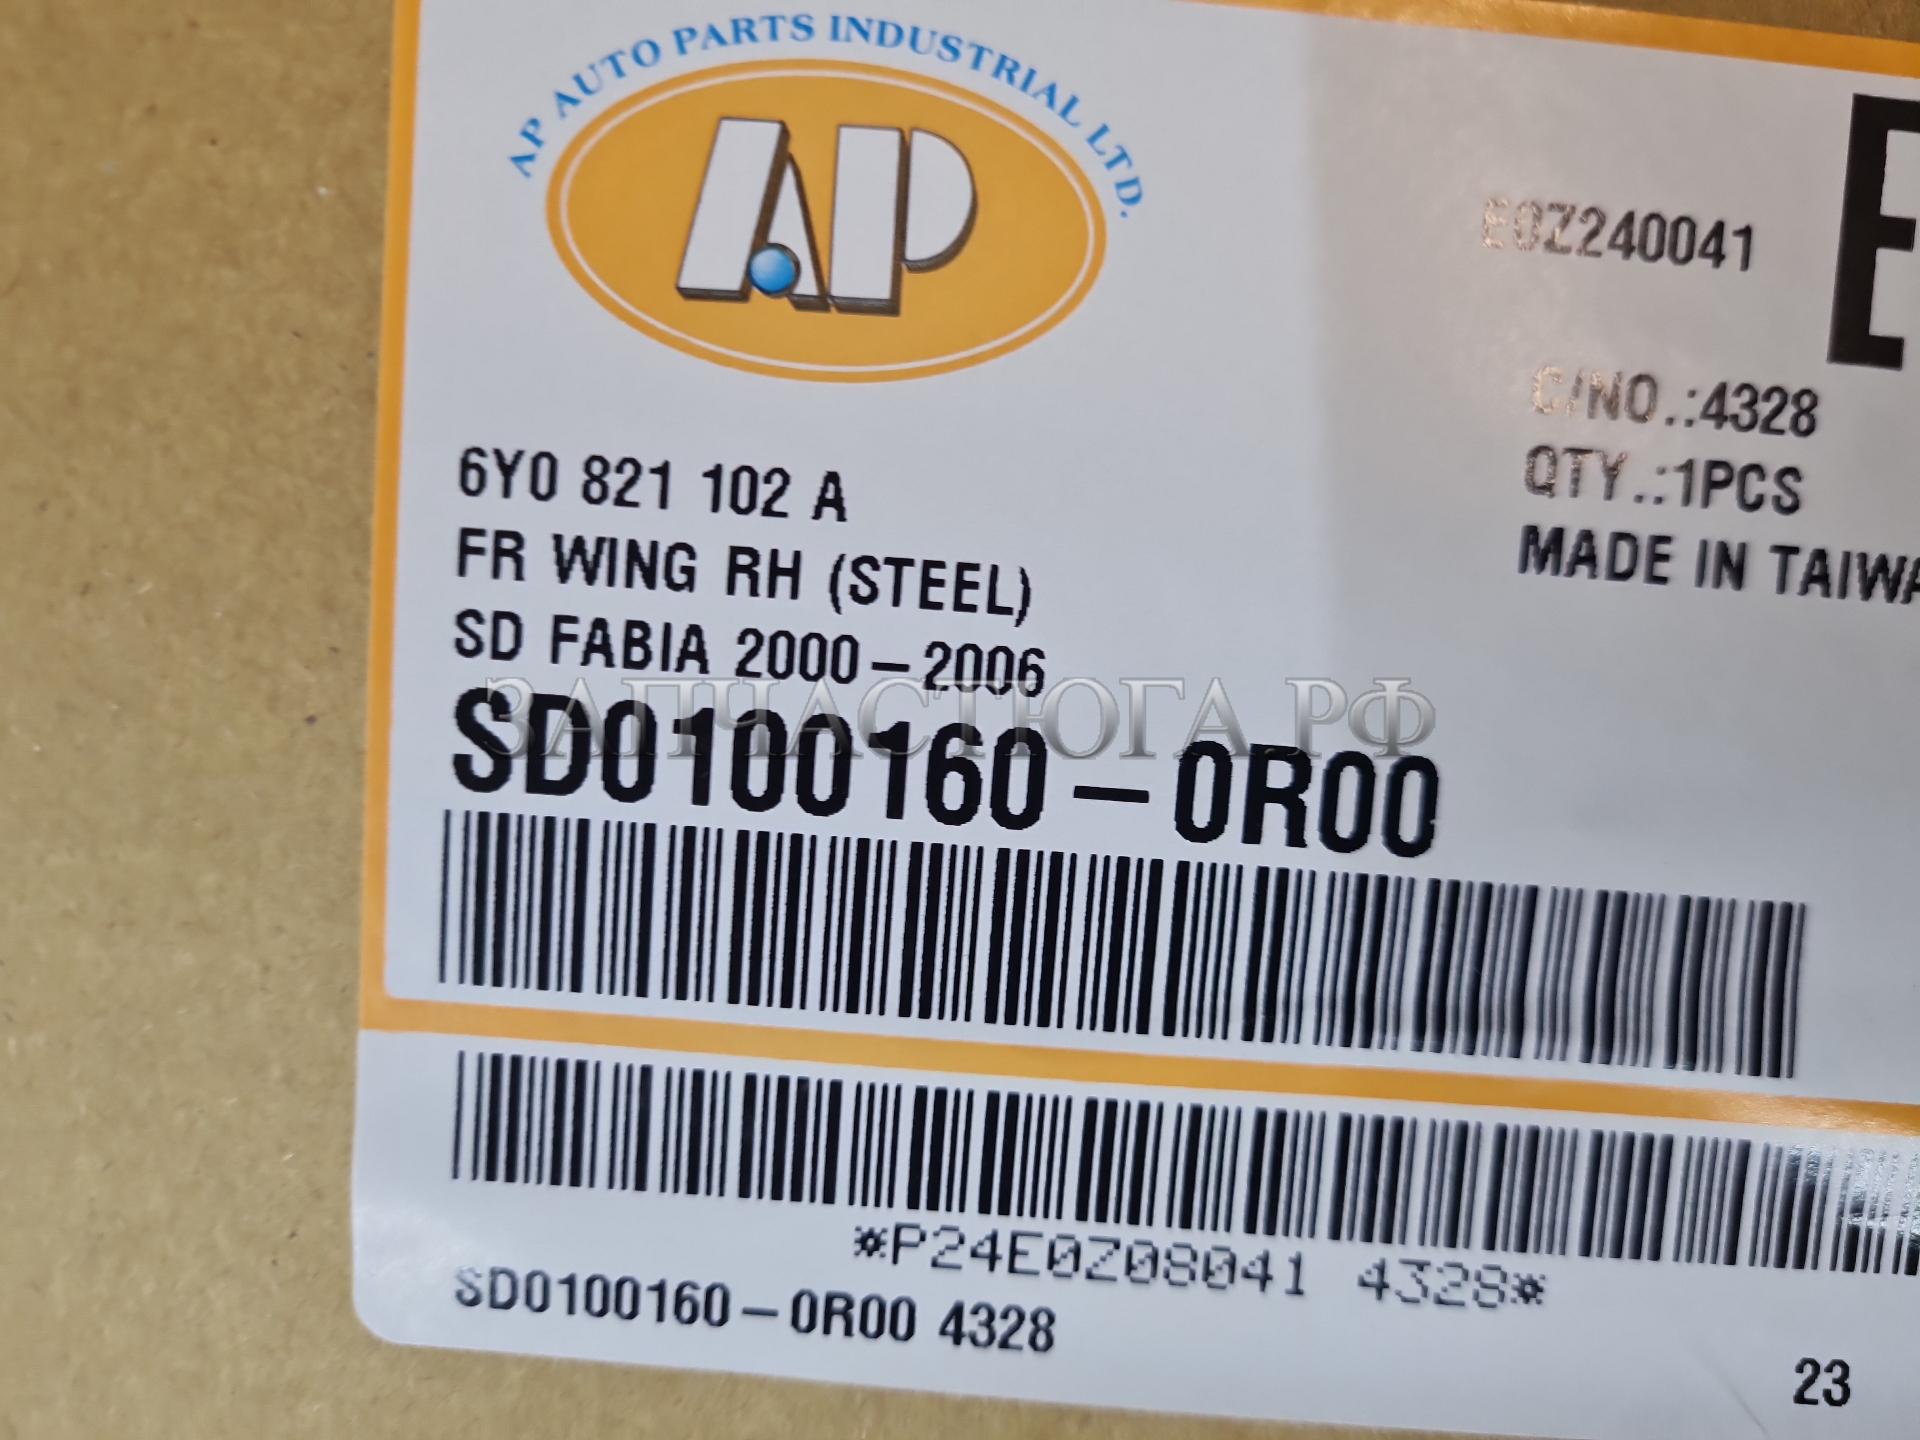 AP AUTO PARTS INDUSTRIAL LTD.
AP
E0Z240041
C/NO.:4328
QTY.:1PCS
6Y0 821 102 A
FR WING RH (STEEL)
MADE IN
SD FABIA 2000-2006
ЗАПЧАСТЮГА.РФ
SD0100160-0R00
*P24E0Z08041 4328*
SD0100160-0R00 4328
23